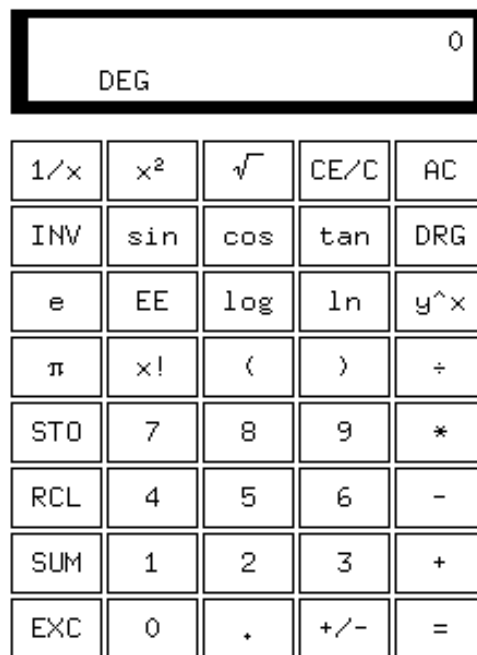 0
DEG
1/x x² √ CE/C AC
INV sin cos tan DRG
e EE log ln y^x
π x! ( ) ÷
STO 7 8 9 *
RCL 4 5 6 -
SUM 1 2 3 +
EXC 0 . +/- =